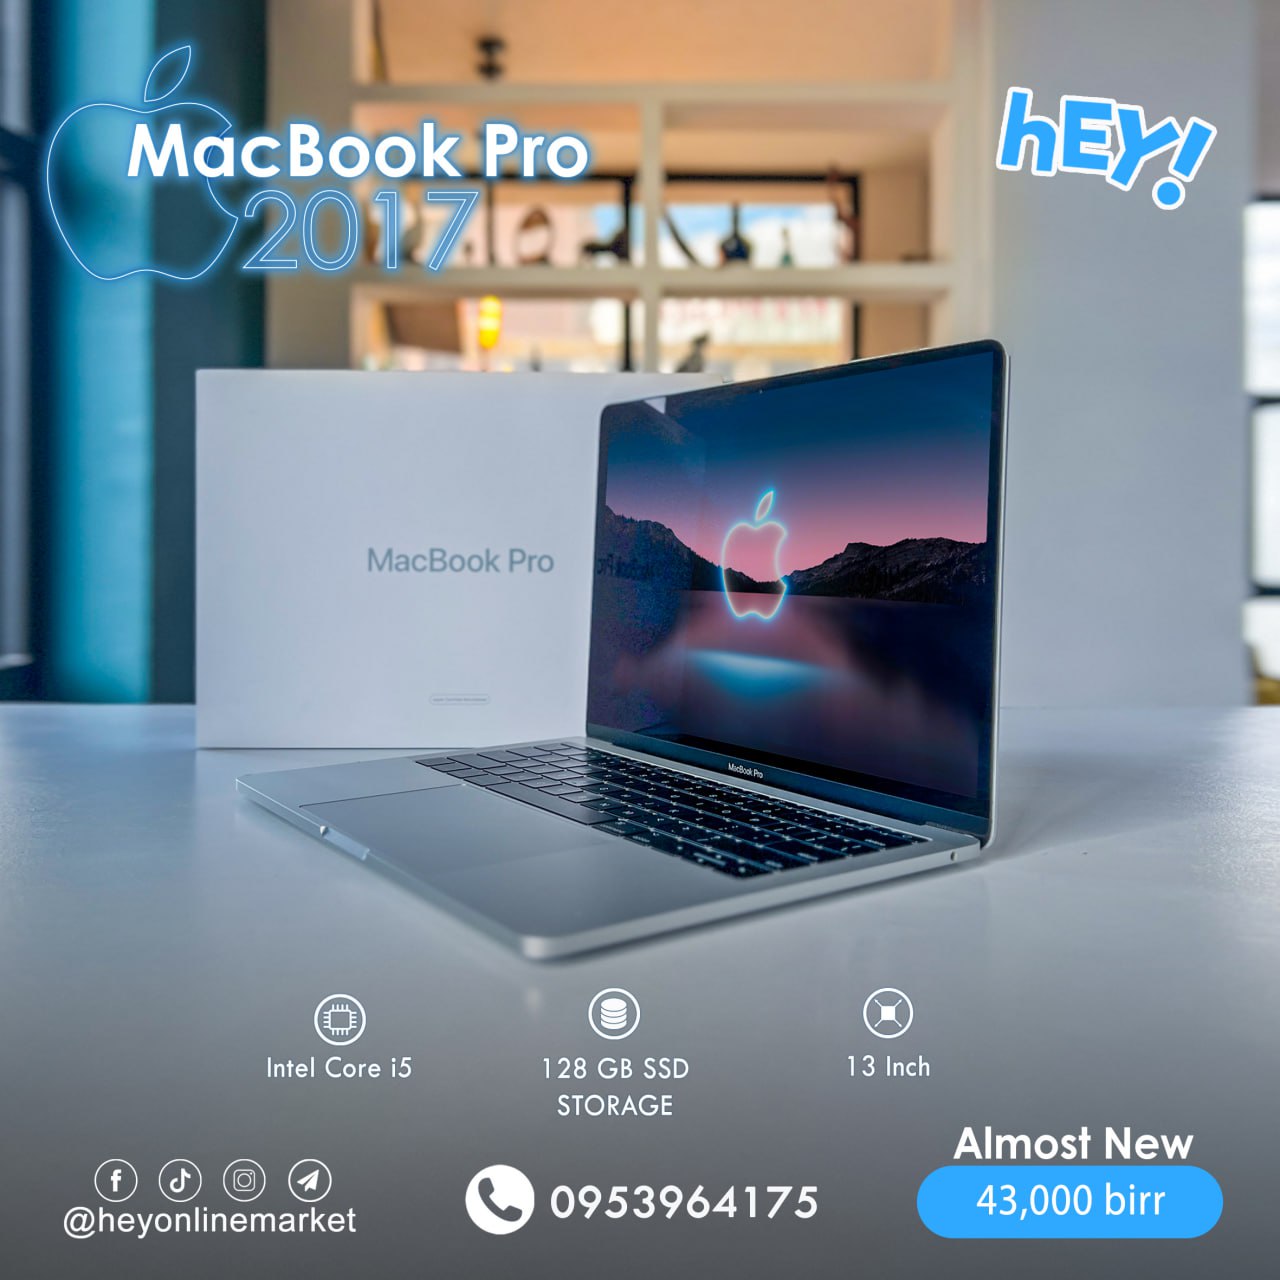 MacBook Pro
2017
hEY!
MacBook Pro
MacBook Pro
Intel Core i5
128 GB SSD
STORAGE
13 Inch
Almost New
43,000 birr
@heyonlinemarket
0953964175